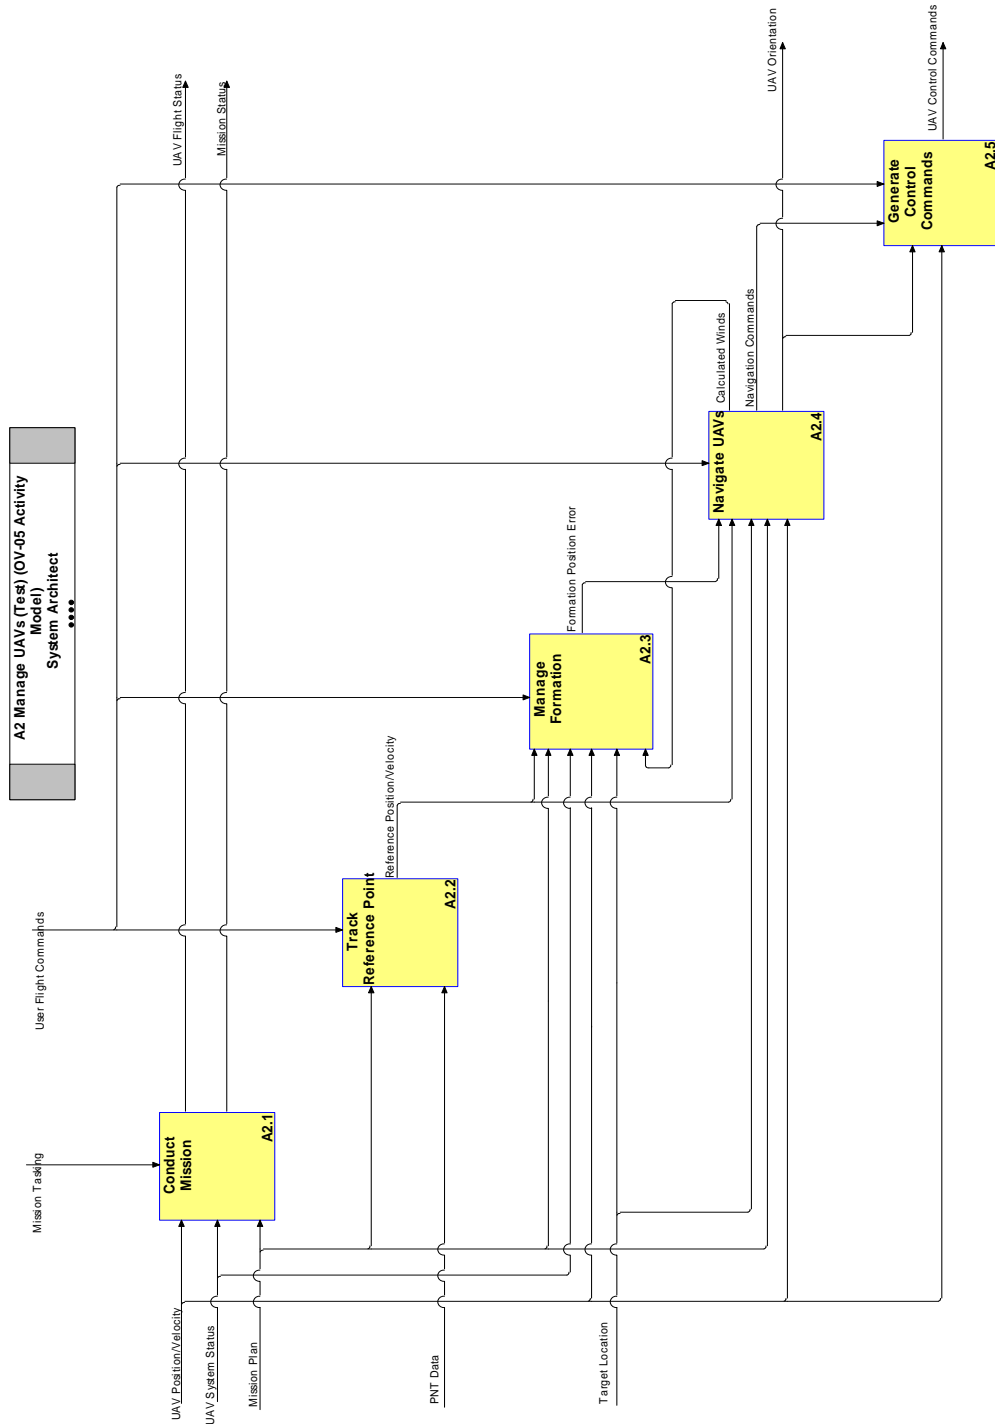 A2 Manage UAVs (Test) (OV-05 Activity
Model)
System Architect
Mission Tasking
User Flight Commands
UAV Position/Velocity
UAV System Status
Mission Plan
PNT Data
Target Location
Conduct
Mission
A2.1
Track
Reference Point
A2.2
Manage
Formation
A2.3
Navigate UAVs
A2.4
Generate
Control
Commands
A2.5
Reference Position/Velocity
Formation Position Error
Calculated Winds
Navigation Commands
UAV Flight Status
Mission Status
UAV Orientation
UAV Control Commands